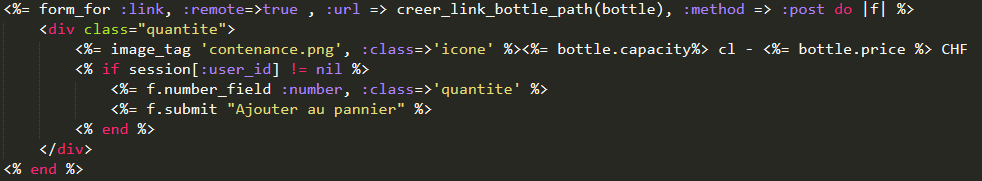 <%= form_for :link, :remote=>true , :url => creer_link_bottle_path(bottle), :method => :post do |f| %>
<div class="quantite">
<%= image_tag 'contenance.png', :class=>'icone' %><%= bottle.capacity%> cl - <%= bottle.price %> CHF
<% if session[:user_id] != nil %>
<%= f.number_field :number, :class=>'quantite' %>
<%= f.submit "Ajouter au pannier" %>
<% end %>
</div>
<% end %>